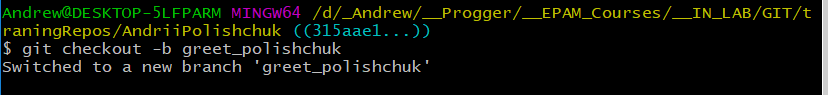 Andrew@DESKTOP-5LFPARM MINGW64 /d/_Andrew/__Progger/__EPAM_Courses/__IN_LAB/GIT/t
raningRepos/AndriiPolishchuk ((315aae1...))
$ git checkout -b greet_polishchuk
Switched to a new branch 'greet_polishchuk'